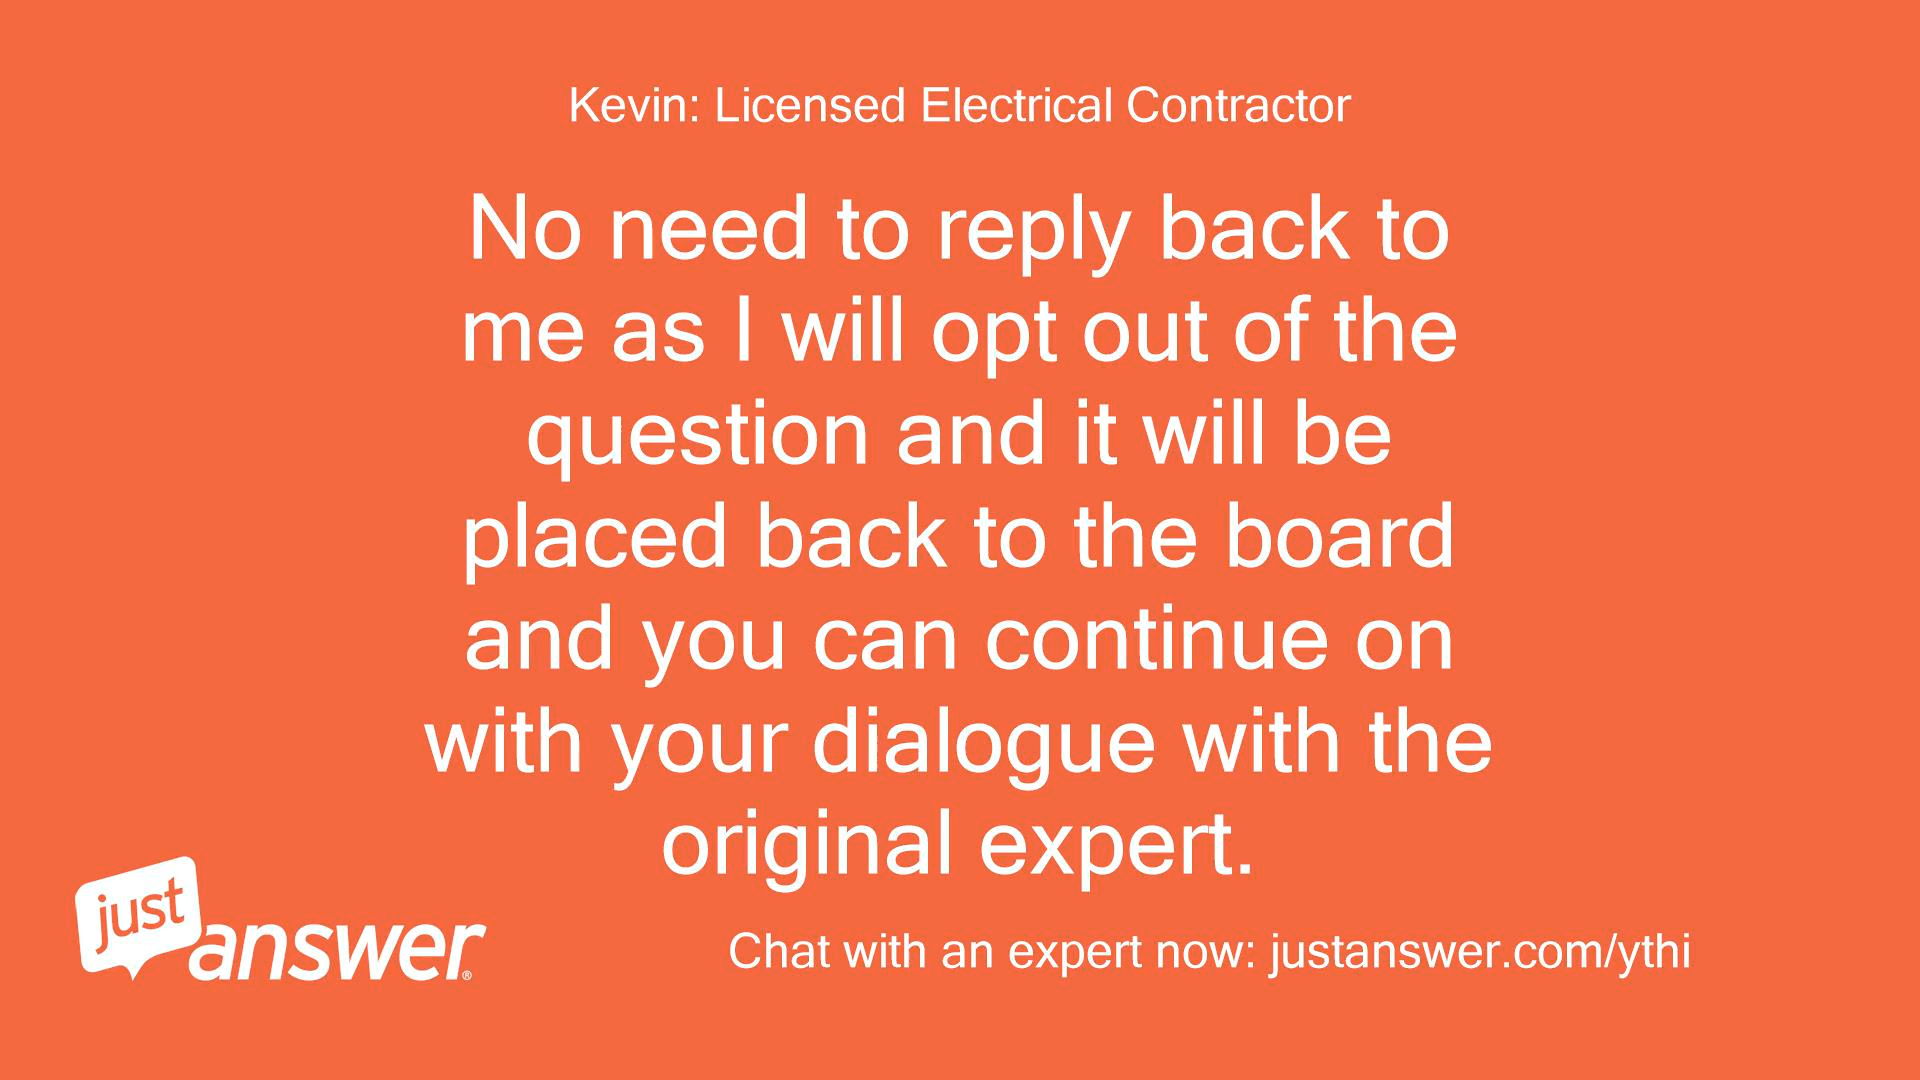 Kevin: Licensed Electrical Contractor
No need to reply back to
me as I will opt out of the
question and it will be
placed back to the board
and you can continue on
with your dialogue with the
original expert.
just
answer®
Chat with an expert now: justanswer.com/ythi